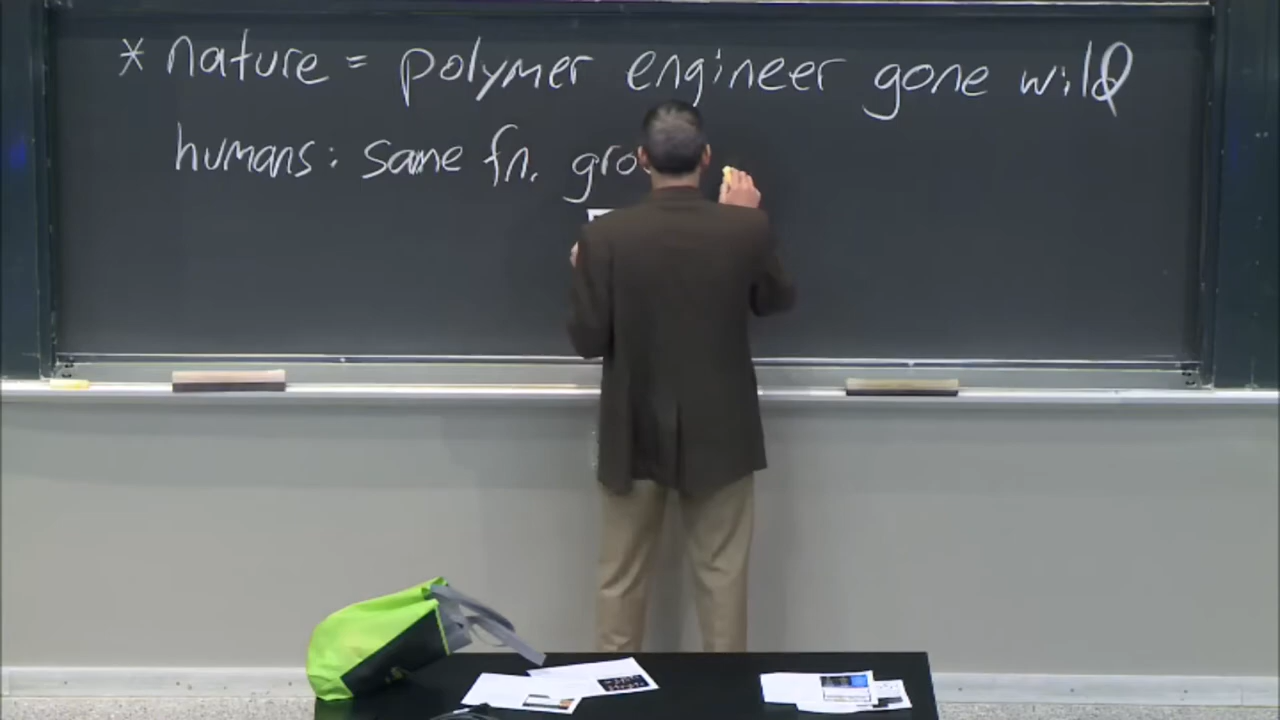 * nature = polymer engineer gone wild
humans: same fn. gro